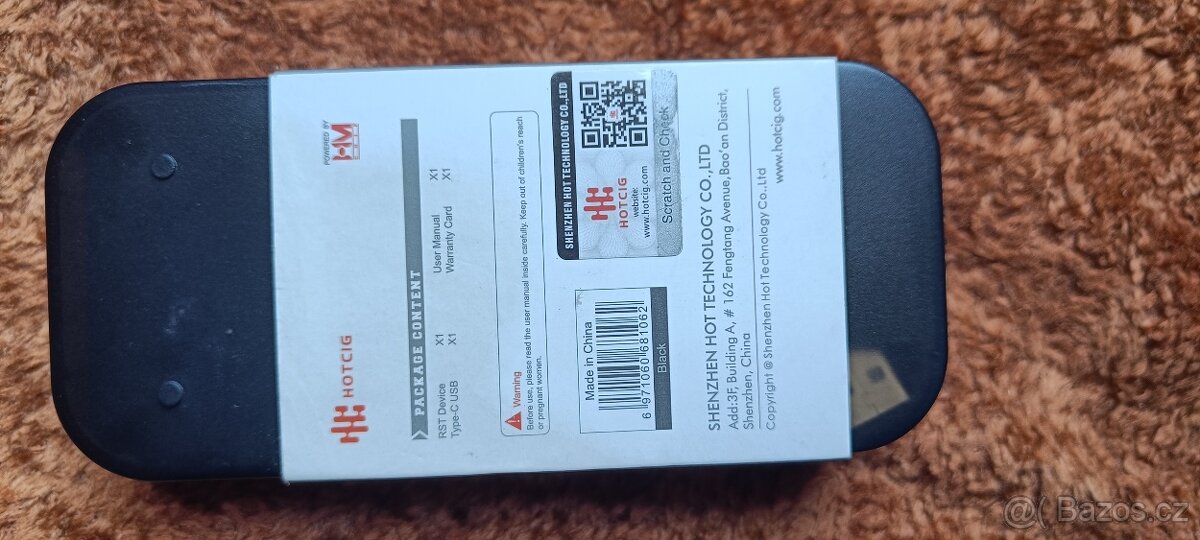 HOTCIG
POWERED BY
HM
CHIP
PACKAGE CONTENT
RST Device X1 User Manual X1
Type-C USB X1 Warranty Card X1
Warning
Before use, please read the user manual inside carefully. Keep out of children's reach
or pregnant women.
Made in China
6 971060 681062
Black
SHENZHEN HOT TECHNOLOGY CO.,LTD
HOTCIG
website:
www.hotcig.com
Scratch and Check
SHENZHEN HOT TECHNOLOGY CO.,LTD
Add:3F, Building A, # 162 Fengtang Avenue,Bao'an District,
Shenzhen, China
Copyright @ Shenzhen Hot Technology Co.,Ltd www.hotcig.com
@( Bazos.cz